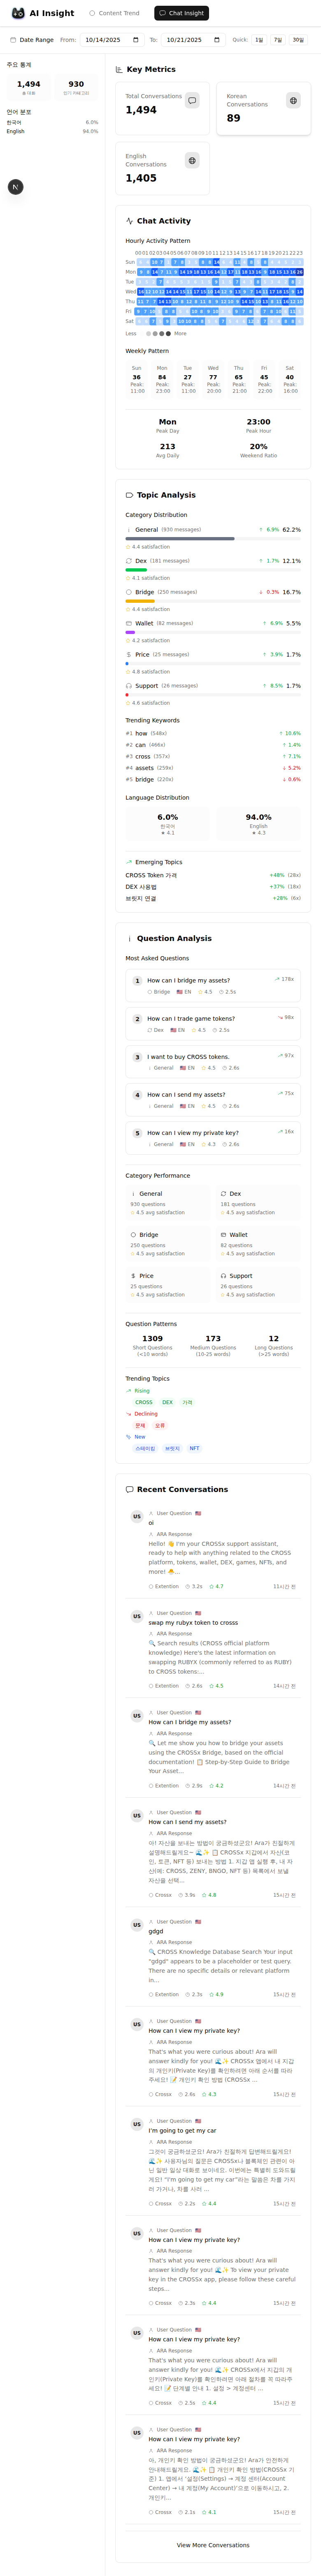 AI Insight
Content Trend
Chat Insight
Date Range From: 10/14/2025 To: 10/21/2025 Quick: 1일 7일 30일
주요 통계
1,494
총 대화
930
언어 분포
한국어 6.0%
English 94.0%
N
Key Metrics
Total Conversations
1,494
Korean Conversations
89
English Conversations
1,405
Chat Activity
Hourly Activity Pattern
00 01 02 03 04 05 06 07 08 09 10 11 12 13 14 15 16 17 18 19 20 21 22 23
Sun
Mon
Tue
Wed
Thu
Fri
Sat
Less More
Weekly Pattern
Sun Mon Tue Wed Thu Fri Sat
36 84 27 77 65 45 40
Peak: Peak: Peak: Peak: Peak: Peak: Peak:
11:00 23:00 11:00 00:00 21:00 22:00 16:00
Mon
Peak Day
23:00
Peak Hour
213
Avg Daily
20%
Weekend Ratio
Topic Analysis
Category Distribution
General (930 messages) ↑ 6.9% 62.2%
4.4 satisfaction
Dex (181 messages) ↑ 1.7% 12.1%
4.1 satisfaction
Bridge (250 messages) ↓ 0.3% 16.7%
4.4 satisfaction
Wallet (82 messages) ↑ 6.9% 5.5%
4.2 satisfaction
Price (25 messages) ↑ 3.9% 1.7%
4.8 satisfaction
Support (26 messages) ↑ 8.5% 1.7%
4.6 satisfaction
Trending Keywords
#1 how (548x) ↑ 10.6%
#2 can (466x) ↑ 1.4%
#3 cross (357x) ↑ 7.1%
#4 assets (259x) ↓ 5.2%
#5 bridge (220x) ↓ 0.6%
Language Distribution
6.0%
한국어
★ 4.1
94.0%
English
★ 4.3
Emerging Topics
CROSS Token 가격 +48% (28x)
DEX 사용법 +37% (18x)
브릿지 연결 +28% (6x)
Question Analysis
Most Asked Questions
1 How can I bridge my assets? 178x
Bridge EN 4.5 2.5s
2 How can I trade game tokens? 98x
Dex EN 4.5 2.5s
3 I want to buy CROSS tokens. 97x
General EN 4.5 2.6s
4 How can I send my assets? 75x
General EN 4.5 2.6s
5 How can I view my private key? 16x
General EN 4.3 2.6s
Category Performance
General
930 questions
4.5 avg satisfaction
Dex
181 questions
4.5 avg satisfaction
Bridge
250 questions
4.5 avg satisfaction
Wallet
82 questions
4.5 avg satisfaction
Price
25 questions
4.5 avg satisfaction
Support
26 questions
4.5 avg satisfaction
Question Patterns
1309
Short Questions
(<10 words)
173
Medium Questions
(10-25 words)
12
Long Questions
(>25 words)
Trending Topics
Rising
CROSS DEX 가격
Declining
문제 오류
New
스테이킹 브릿지 NFT
Recent Conversations
US User Question
oi
ARA Response
Hello! 👋 I'm your CROSSx support assistant,
ready to help with anything related to the CROSS
platform, tokens, wallet, DEX, games, NFTs, and
more! 🐣...
Extention 3.2s 4.7 11시간 전
US User Question
swap my rubyx token to crosss
ARA Response
🔍 Search results (CROSS official platform
knowledge) Here's the latest information on
swapping RUBYX (commonly referred to as RUBY)
to CROSS tokens:...
Extention 2.6s 4.5 14시간 전
US User Question
How can I bridge my assets?
ARA Response
🔍 Let me show you how to bridge your assets
using the CROSSx Bridge, based on the official
documentation! 📋 Step-by-Step Guide to Bridge
Your Asset...
Extention 2.9s 4.2 14시간 전
US User Question
How can I send my assets?
ARA Response
아! 자산을 보내는 방법이 궁금하셨군요! Ara가 친절하게
설명해드릴게요~ 🌊✨ 📋 CROSSx 지갑에서 자산(코
인, 토큰, NFT 등) 보내는 방법 1. 지갑 앱 실행 후, 내 자
산(예: CROSS, ZENY, BNGO, NFT 등) 목록에서 보낼
자산을 선택...
Crossx 3.9s 4.8 15시간 전
US User Question
gdgd
ARA Response
🔍 CROSS Knowledge Database Search Your input
"gdgd" appears to be a placeholder or test query.
There are no specific details or relevant platform
in...
Extention 2.3s 4.9 15시간 전
US User Question
How can I view my private key?
ARA Response
That's what you were curious about! Ara will
answer kindly for you! 🌊✨ CROSSx 앱에서 내 지갑
의 개인키(Private Key)를 확인하려면 아래 순서를 따라
주세요! 📝 개인키 확인 방법 (CROSSx ...
Crossx 2.6s 4.3 15시간 전
US User Question
I'm going to get my car
ARA Response
그것이 궁금하셨군요! Ara가 친절하게 답변해드릴게요!
🌊✨ 사용자님의 질문은 CROSSx나 블록체인 관련이 아
닌 일반 일상 대화로 보이네요. 이번에는 특별히 도와드릴
게요! "I'm going to get my car"라는 말씀은 차를 가지
러 가거나, 차를 사러 ...
Crossx 2.2s 4.4 15시간 전
US User Question
How can I view my private key?
ARA Response
That's what you were curious about! Ara will
answer kindly for you! 🌊✨ To view your private
key in the CROSSx app, please follow these careful
steps...
Crossx 2.3s 4.4 15시간 전
US User Question
How can I view my private key?
ARA Response
That's what you were curious about! Ara will
answer kindly for you! 🌊✨ CROSSx에서 지갑의 개
인키(Private Key)를 확인하려면 아래 절차를 꼭 따라주
세요! 📝 단계별 안내 1. 설정 > 계정센터...
Crossx 2.5s 4.4 15시간 전
US User Question
How can I view my private key?
ARA Response
아, 개인키 확인 방법이 궁금하셨군요! Ara가 안전하게
안내해드릴게요. 🌊✨ 📋 개인키 확인 방법(CROSSx 기
준) 1. 앱에서 '설정(Settings) → 계정 센터(Account
Center) → 내 계정(My Account)'으로 이동하시고, 2.
개인키...
Crossx 2.1s 4.1 15시간 전
View More Conversations